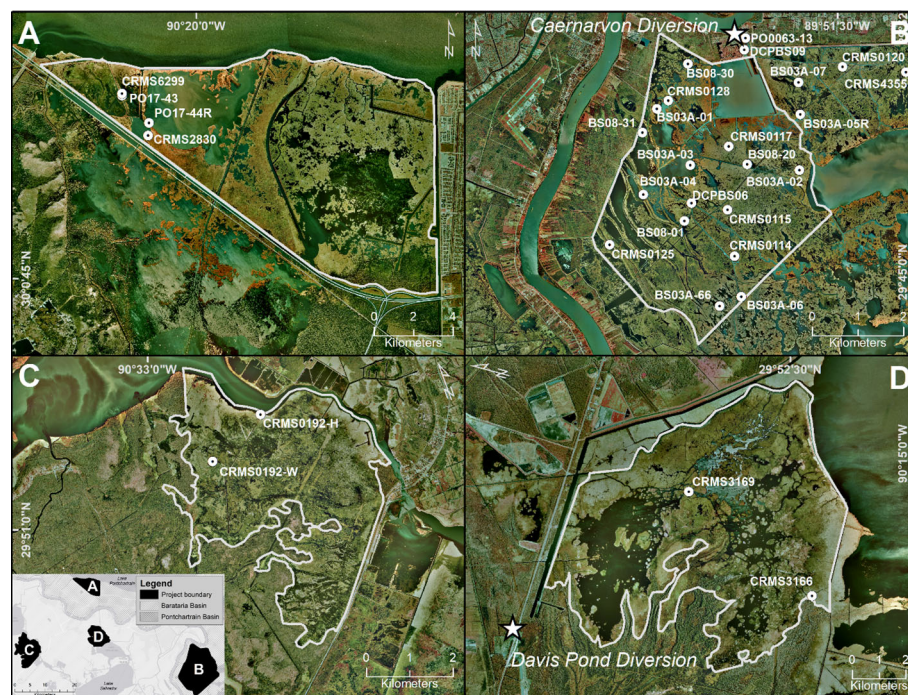 A
90°20'0"W
30°0'45"N
CRMS6299
PO17-43
PO17-44R
CRMS2830
0 2 4
Kilometers
B
Caernarvon Diversion
89°51'30"W
29°45'0"N
PO0063-13
DCPBS09
BS08-30
BS03A-07
CRMS0120
CRMS4355
CRMS0128
BS03A-01
BS03A-05R
BS08-31
CRMS0117
BS03A-03
BS08-20
BS03A-04
BS03A-02
DCPBS06
CRMS0115
BS08-01
CRMS0125
CRMS0114
BS03A-66
BS03A-06
0 1 2
Kilometers
C
90°33'0"W
29°51'0"N
CRMS0192-H
CRMS0192-W
0 1 2
Kilometers
A
B
C
D
Lake
Pontchartrain
Lake
Salvador
Kilometers
Legend
Project boundary
Barataria Basin
Pontchartrain Basin
D
29°52'30"N
90°15'0"W
CRMS3169
CRMS3166
Davis Pond Diversion
0 1 2
Kilometers